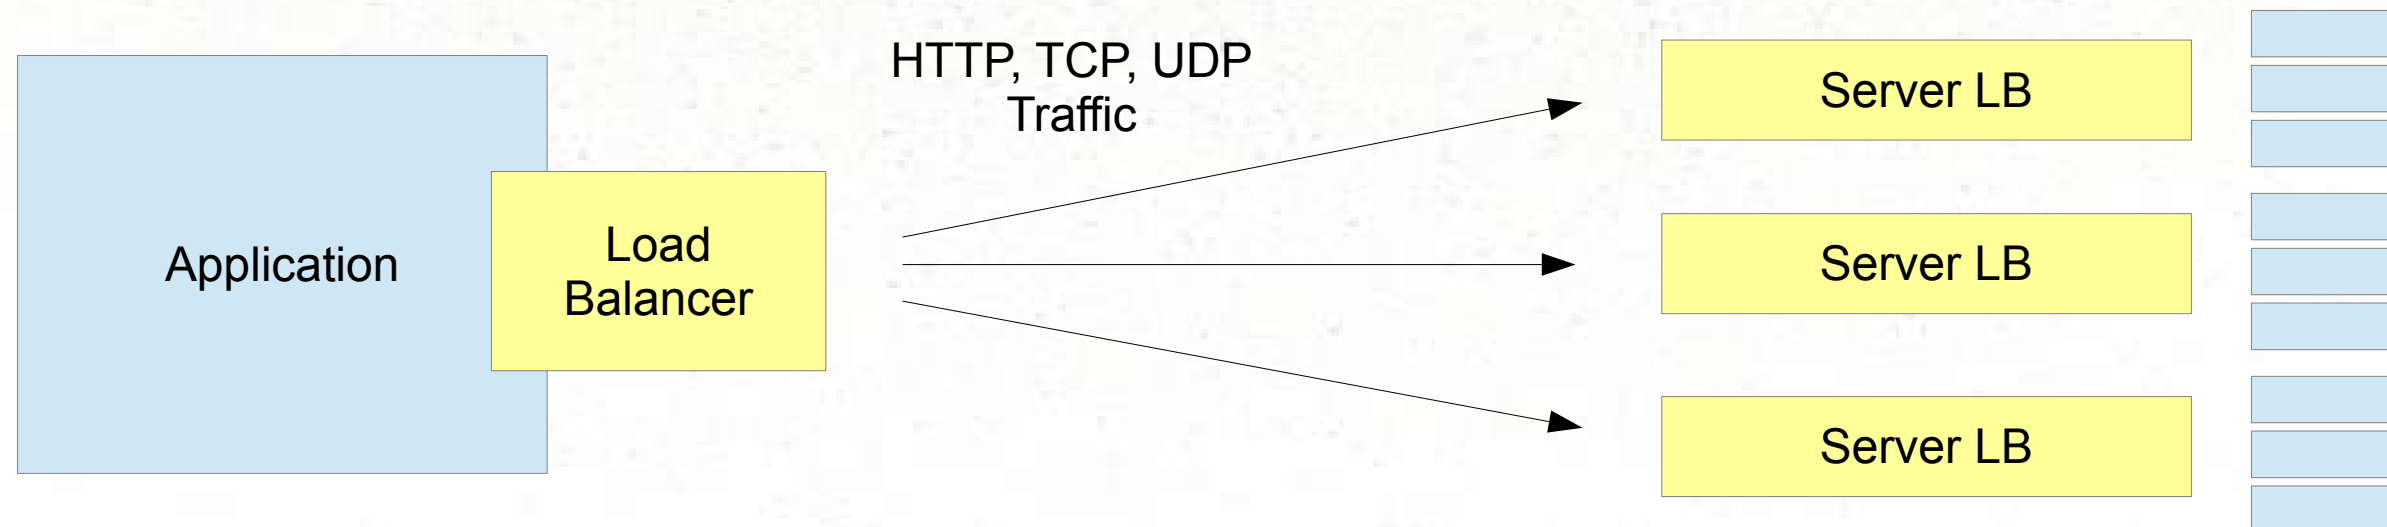 Application
Load
Balancer
HTTP, TCP, UDP
Traffic
Server LB
Server LB
Server LB